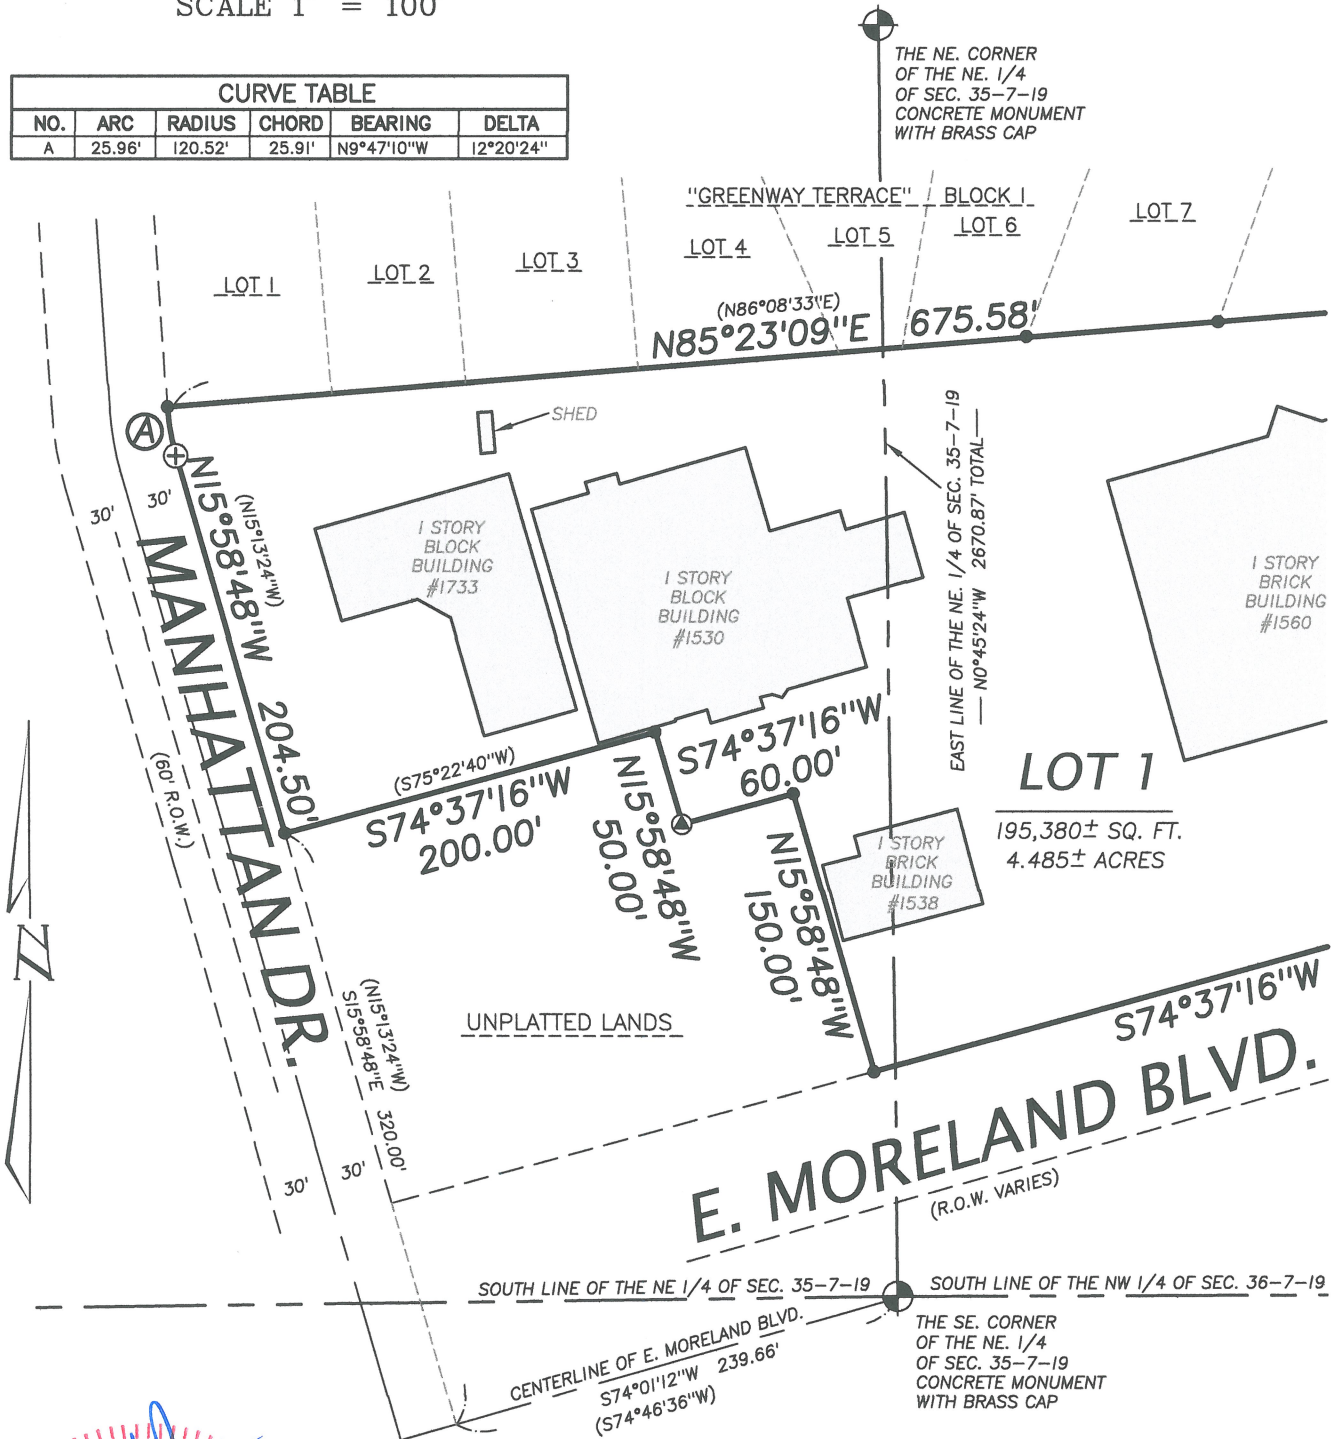 SCALE 1" = 100'
CURVE TABLE
NO. ARC RADIUS CHORD BEARING DELTA
A 25.96' 120.52' 25.91' N9°47'10"W 12°20'24"
THE NE. CORNER
OF THE NE. 1/4
OF SEC. 35-7-19
CONCRETE MONUMENT
WITH BRASS CAP
"GREENWAY TERRACE" BLOCK 1
LOT 1
LOT 2
LOT 3
LOT 4
LOT 5
LOT 6
LOT 7
(N86°08'33"E)
N85°23'09"E 675.58'
A
SHED
30'
30'
N15°58'48"W 204.50'
(N15°13'24"W)
MANHATTAN DR.
(60' R.O.W.)
1 STORY
BLOCK
BUILDING
#1733
1 STORY
BLOCK
BUILDING
#1530
EAST LINE OF THE NE. 1/4 OF SEC. 35-7-19
N0°45'24"W 2670.87' TOTAL
1 STORY
BRICK
BUILDING
#1560
(S75°22'40"W)
S74°37'16"W
200.00'
N15°58'48"W
50.00'
S74°37'16"W
60.00'
N15°58'48"W
150.00'
LOT 1
195,380± SQ. FT.
4.485± ACRES
1 STORY
BRICK
BUILDING
#1538
N
(N15°13'24"W)
S15°58'48"E 320.00'
UNPLATTED LANDS
S74°37'16"W
E. MORELAND BLVD.
(R.O.W. VARIES)
30'
30'
SOUTH LINE OF THE NE 1/4 OF SEC. 35-7-19
SOUTH LINE OF THE NW 1/4 OF SEC. 36-7-19
THE SE. CORNER
OF THE NE. 1/4
OF SEC. 35-7-19
CONCRETE MONUMENT
WITH BRASS CAP
CENTERLINE OF E. MORELAND BLVD.
S74°01'12"W 239.66'
(S74°46'36"W)